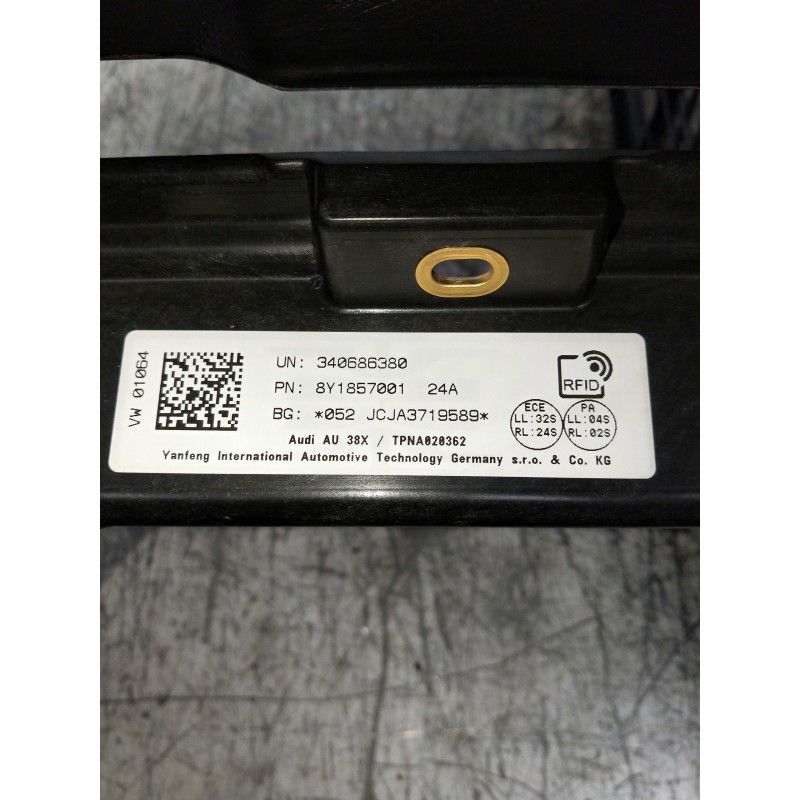 VW 01064
UN: 340686380
PN: 8Y1857001 24A
BG: *052 JCJA3719589*
RFID
ECE
LL:32S
RL:24S
PA
LL:04S
RL:02S
Audi AU 38X / TPNA020362
Yanfeng International Automotive Technology Germany s.r.o. & Co. KG